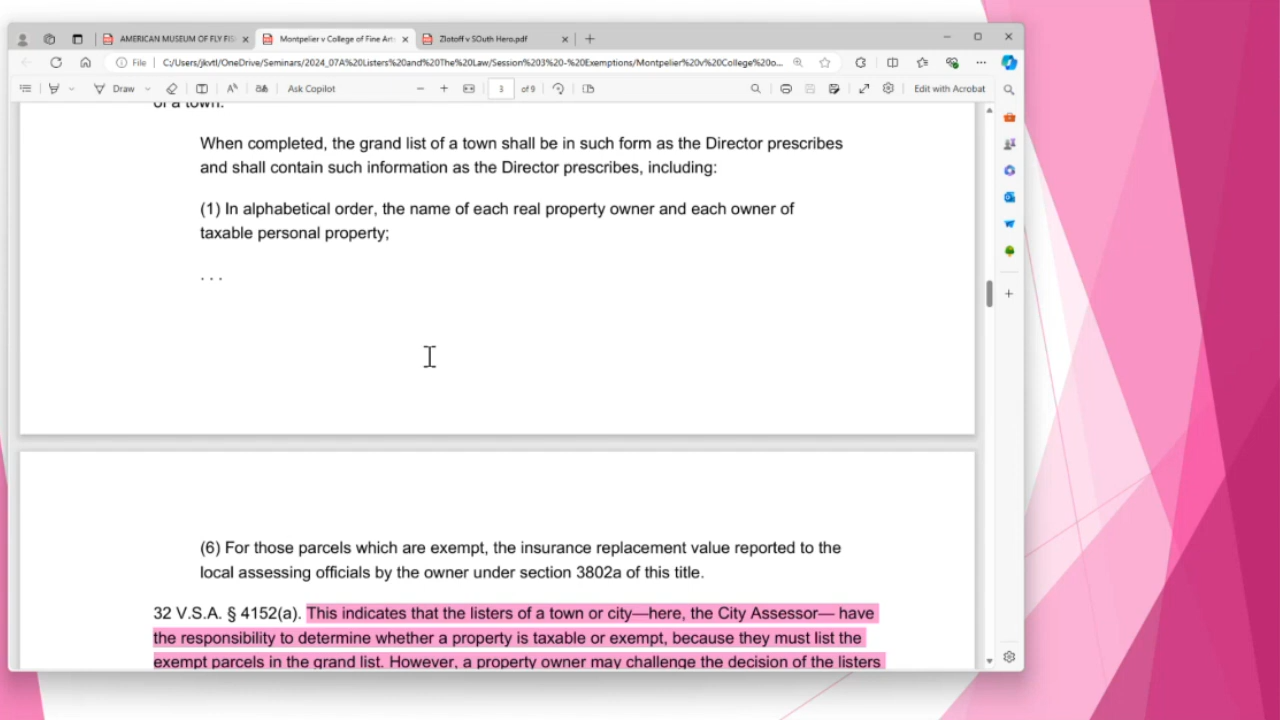 AMERICAN MUSEUM OF FLY FIS
Montpelier v College of Fine Art
Zlotoff v SOuth Hero.pdf
File
C:/Users/jkvtl/OneDrive/Seminars/2024_07A%20Listers%20and%20The%20Law/Session%203%20-%20Exemptions/Montpelier%20v%20College%20o...
Draw
Ask Copilot
3 of 9
Edit with Acrobat
of a town.
When completed, the grand list of a town shall be in such form as the Director prescribes
and shall contain such information as the Director prescribes, including:
(1) In alphabetical order, the name of each real property owner and each owner of
taxable personal property;
. . .
(6) For those parcels which are exempt, the insurance replacement value reported to the
local assessing officials by the owner under section 3802a of this title.
32 V.S.A. § 4152(a). This indicates that the listers of a town or city—here, the City Assessor— have
the responsibility to determine whether a property is taxable or exempt, because they must list the
exempt parcels in the grand list. However, a property owner may challenge the decision of the listers